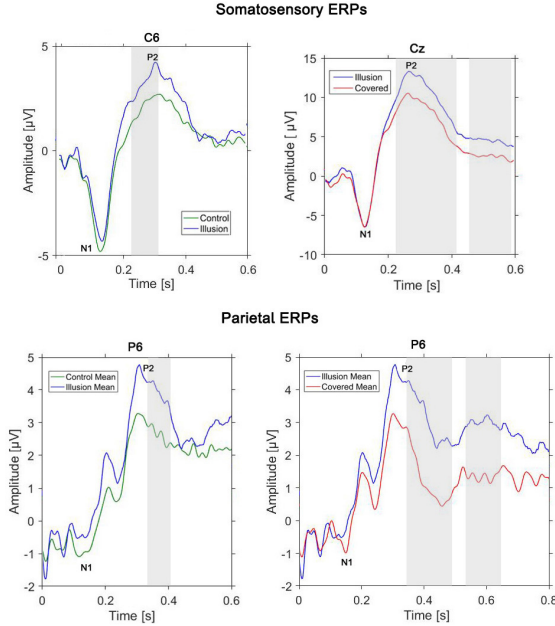 Somatosensory ERPs
C6
5
P2
Amplitude [µV]
N1
Control
Illusion
-5
0
0.2
0.4
0.6
Time [s]
Cz
15
10
5
0
-5
-10
P2
Illusion
Covered
Amplitude [µV]
N1
0
0.2
0.4
0.6
Time [s]
Parietal ERPs
P6
5
4
3
2
1
0
-1
-2
Control Mean
Illusion Mean
P2
Amplitude [µV]
N1
0
0.2
0.4
0.6
Time [s]
P6
5
4
3
2
1
0
-1
-2
Illusion Mean
Covered Mean
P2
Amplitude [µV]
N1
0
0.2
0.4
0.6
0.8
Time [s]